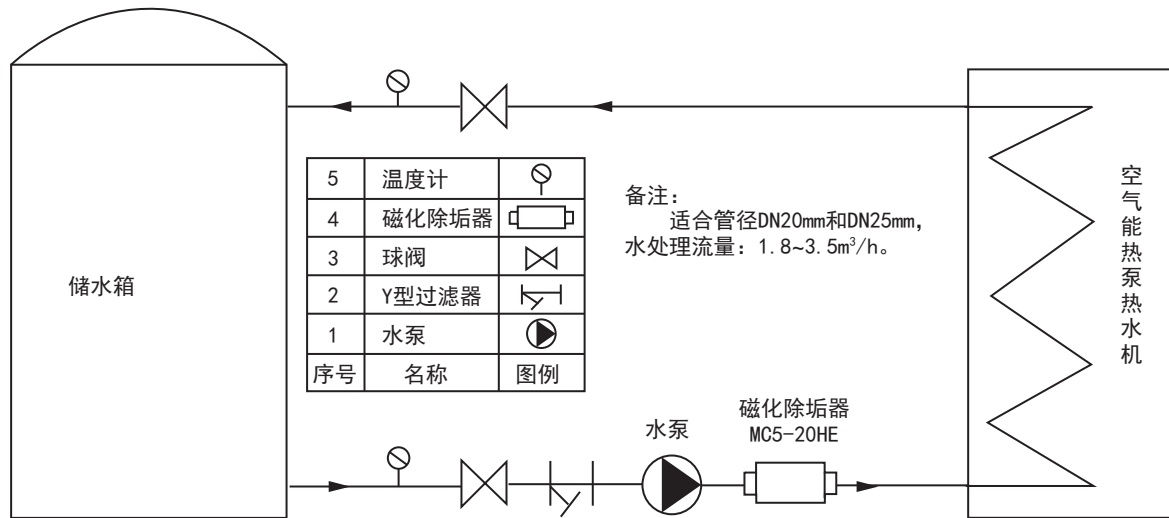 5 温度计
4 磁化除垢器
3 球阀
2 Y型过滤器
1 水泵
序号 名称 图例
备注：
适合管径DN20mm和DN25mm，
水处理流量：1.8~3.5m³/h。
储水箱
空气能热泵热水机
水泵
磁化除垢器
MC5-20HE